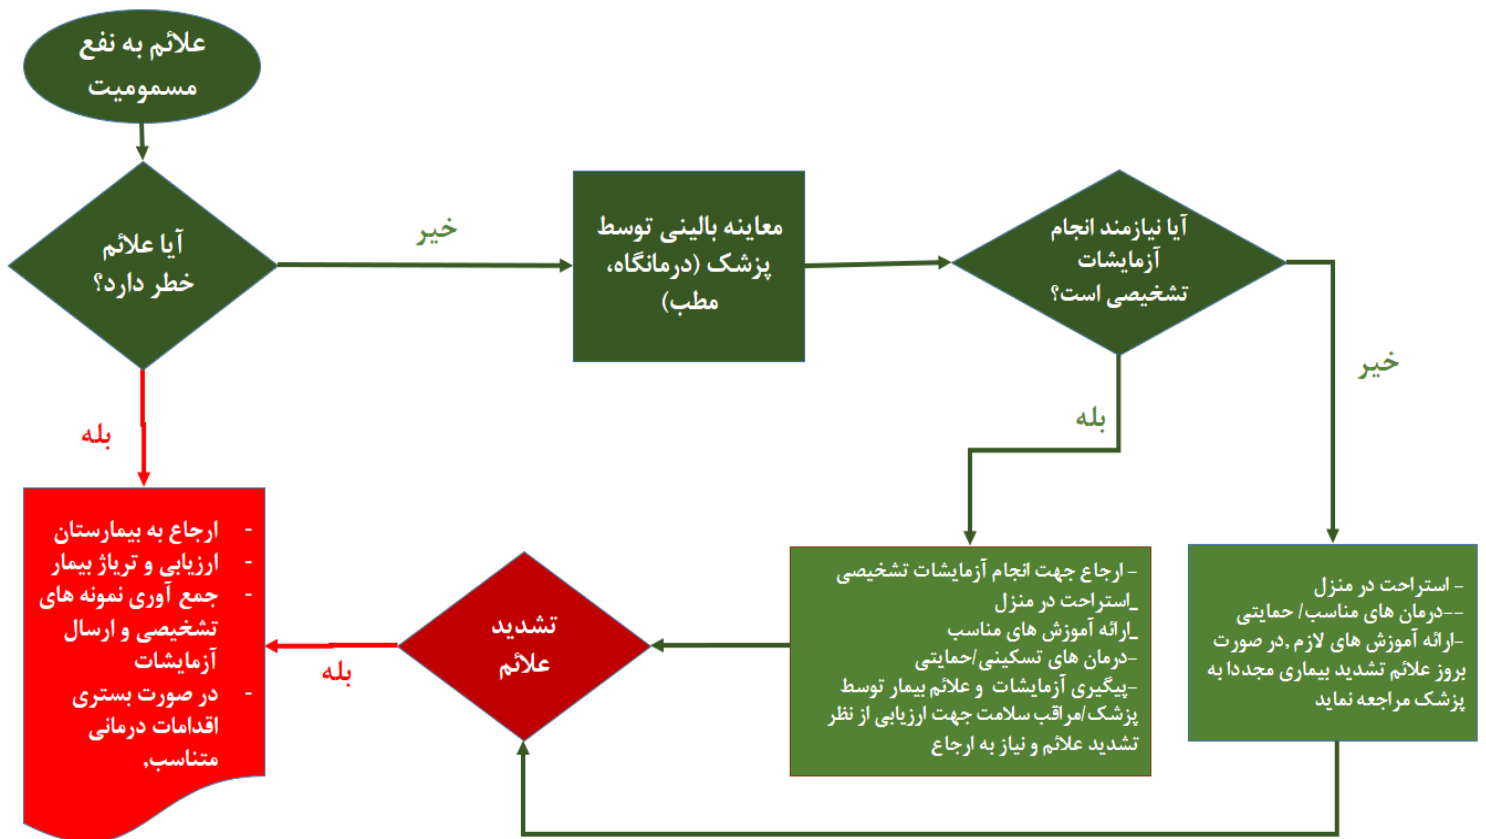 علائم به نفع
مسمومیت
آیا علائم
خطر دارد؟
خیر
معاینه بالینی توسط
پزشک (درمانگاه،
مطب)
آیا نیازمند انجام
آزمایشات
تشخیصی است؟
خیر
بله
بله
- استراحت در منزل
--درمان های مناسب/ حمایتی
-ارائه آموزش های لازم ,در صورت
بروز علائم تشدید بیماری مجددا به
پزشک مراجعه نماید
- ارجاع جهت انجام آزمایشات تشخیصی
_استراحت در منزل
_ارائه آموزش های مناسب
-درمان های تسکینی/حمایتی
-پیگیری آزمایشات و علائم بیمار توسط
پزشک/مراقب سلامت جهت ارزیابی از نظر
تشدید علائم و نیاز به ارجاع
تشدید
علائم
بله
- ارجاع به بیمارستان
- ارزیابی و تریاژ بیمار
- جمع آوری نمونه های
تشخیصی و ارسال
آزمایشات
- در صورت بستری
اقدامات درمانی
متناسب,